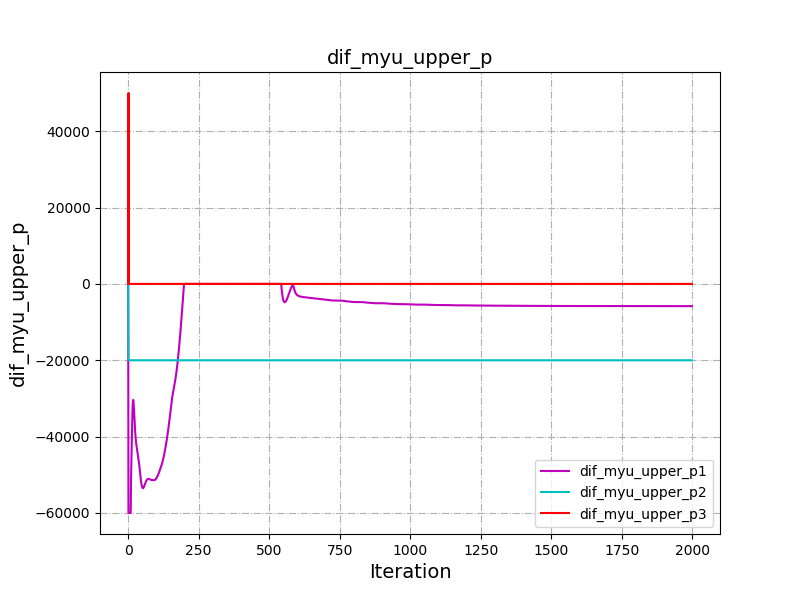 dif_myu_upper_p
dif_myu_upper_p
40000
20000
0
−20000
−40000
−60000
dif_myu_upper_p1
dif_myu_upper_p2
dif_myu_upper_p3
0 250 500 750 1000 1250 1500 1750 2000
Iteration